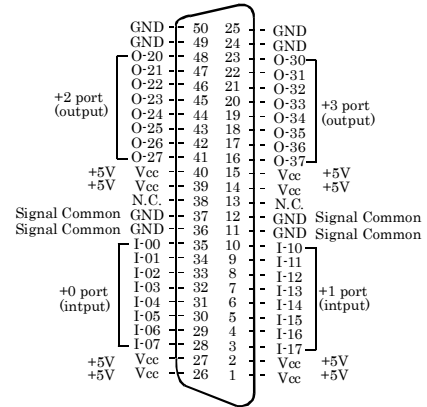 GND 50 25 GND
GND 49 24 GND
O-20 48 23 O-30
O-21 47 22 O-31
O-22 46 21 O-32
+2 port O-23 45 20 O-33 +3 port
(output) O-24 44 19 O-34 (output)
O-25 43 18 O-35
O-26 42 17 O-36
O-27 41 16 O-37
+5V Vcc 40 15 Vcc +5V
+5V Vcc 39 14 Vcc +5V
N.C. 38 13 N.C.
Signal Common GND 37 12 GND Signal Common
Signal Common GND 36 11 GND Signal Common
I-00 35 10 I-10
I-01 34 9 I-11
I-02 33 8 I-12
+0 port I-03 32 7 I-13 +1 port
(intput) I-04 31 6 I-14 (intput)
I-05 30 5 I-15
I-06 29 4 I-16
I-07 28 3 I-17
+5V Vcc 27 2 Vcc +5V
+5V Vcc 26 1 Vcc +5V